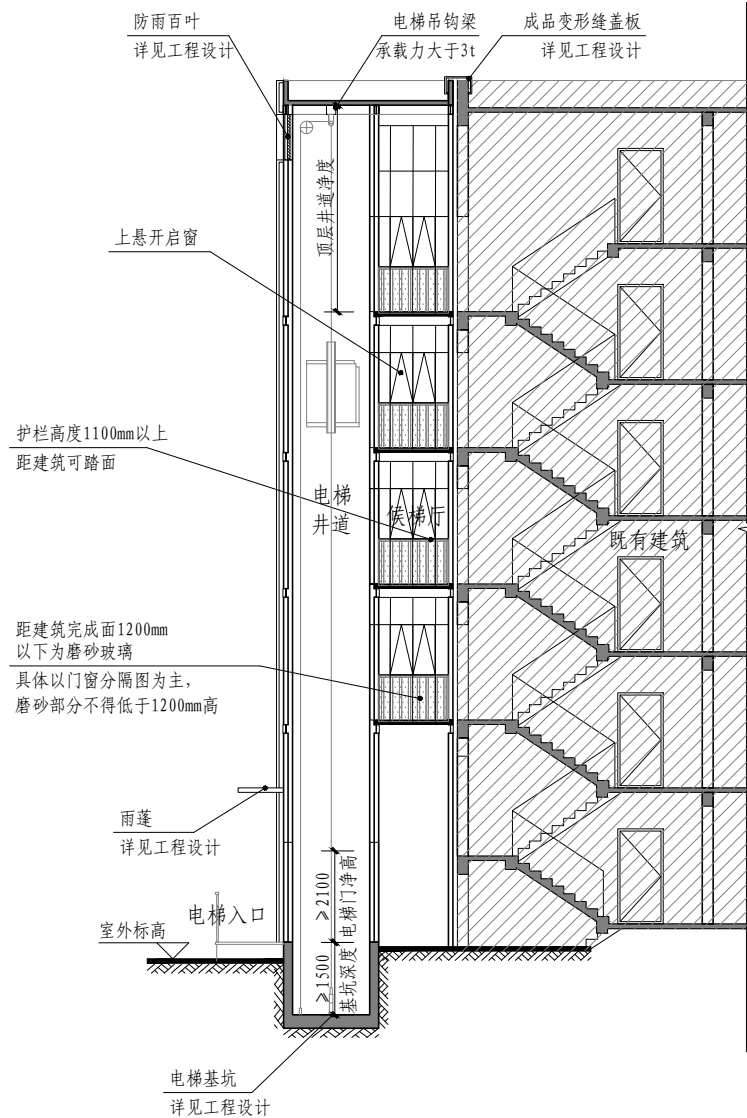 防雨百叶
详见工程设计
电梯吊钩梁
承载力大于3t
成品变形缝盖板
详见工程设计
顶层井道净度
上悬开启窗
护栏高度1100mm以上
距建筑可踏面
电梯
井道
侯梯厅
既有建筑
距建筑完成面1200mm
以下为磨砂玻璃
具体以门窗分隔图为主，
磨砂部分不得低于1200mm高
雨蓬
详见工程设计
≥2100
电梯门净高
电梯入口
室外标高
≥1500
基坑深度
电梯基坑
详见工程设计